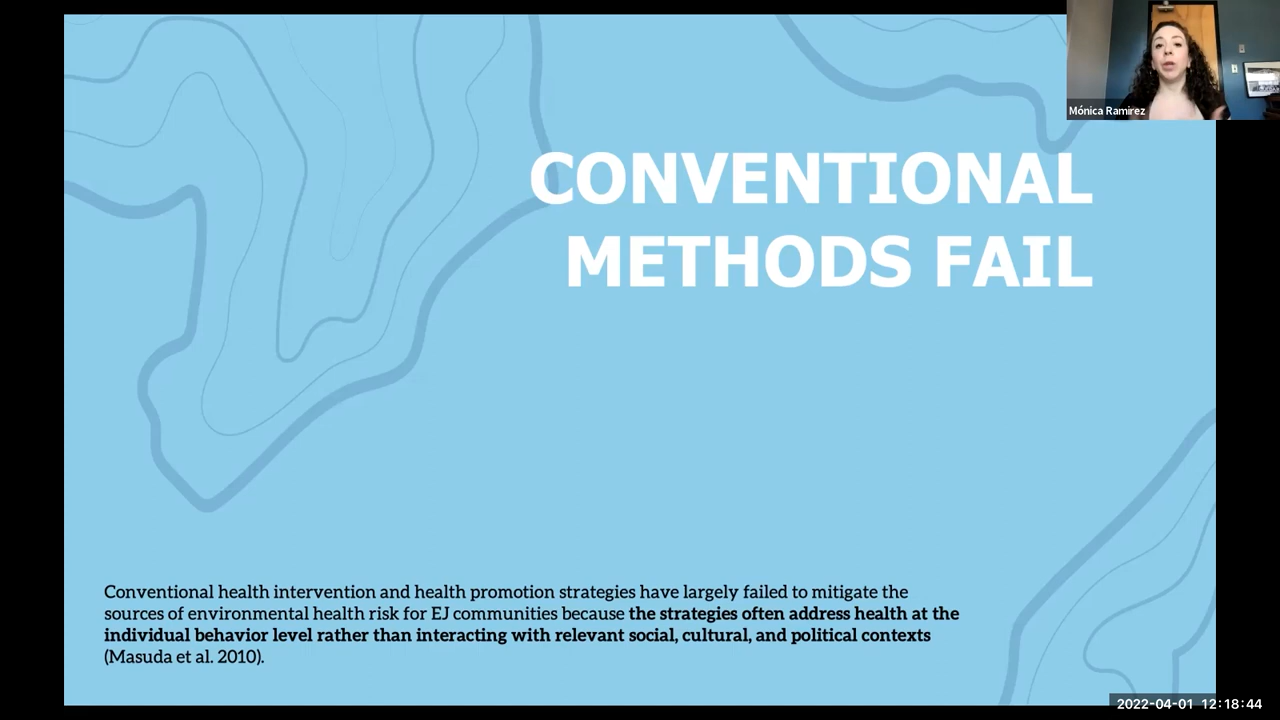 Mónica Ramirez
CONVENTIONAL
METHODS FAIL
Conventional health intervention and health promotion strategies have largely failed to mitigate the
sources of environmental health risk for EJ communities because the strategies often address health at the
individual behavior level rather than interacting with relevant social, cultural, and political contexts
(Masuda et al. 2010).
2022-04-01 12:18:44